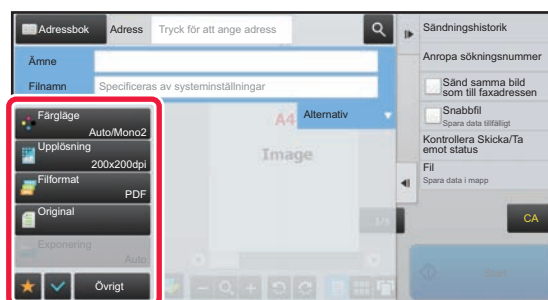 Adressbok
Adress
Tryck för att ange adress
Ämne
Filnamn
Specificeras av systeminställningar
Färgläge
Auto/Mono2
Upplösning
200x200dpi
Filformat
PDF
Original
Exponering
Auto
Övrigt
A4
Alternativ
Image
1/5
Sändningshistorik
Anropa sökningsnummer
Sänd samma bild
som till faxadressen
Snabbfil
Spara data tillfälligt
Kontrollera Skicka/Ta
emot status
Fil
Spara data i mapp
CA